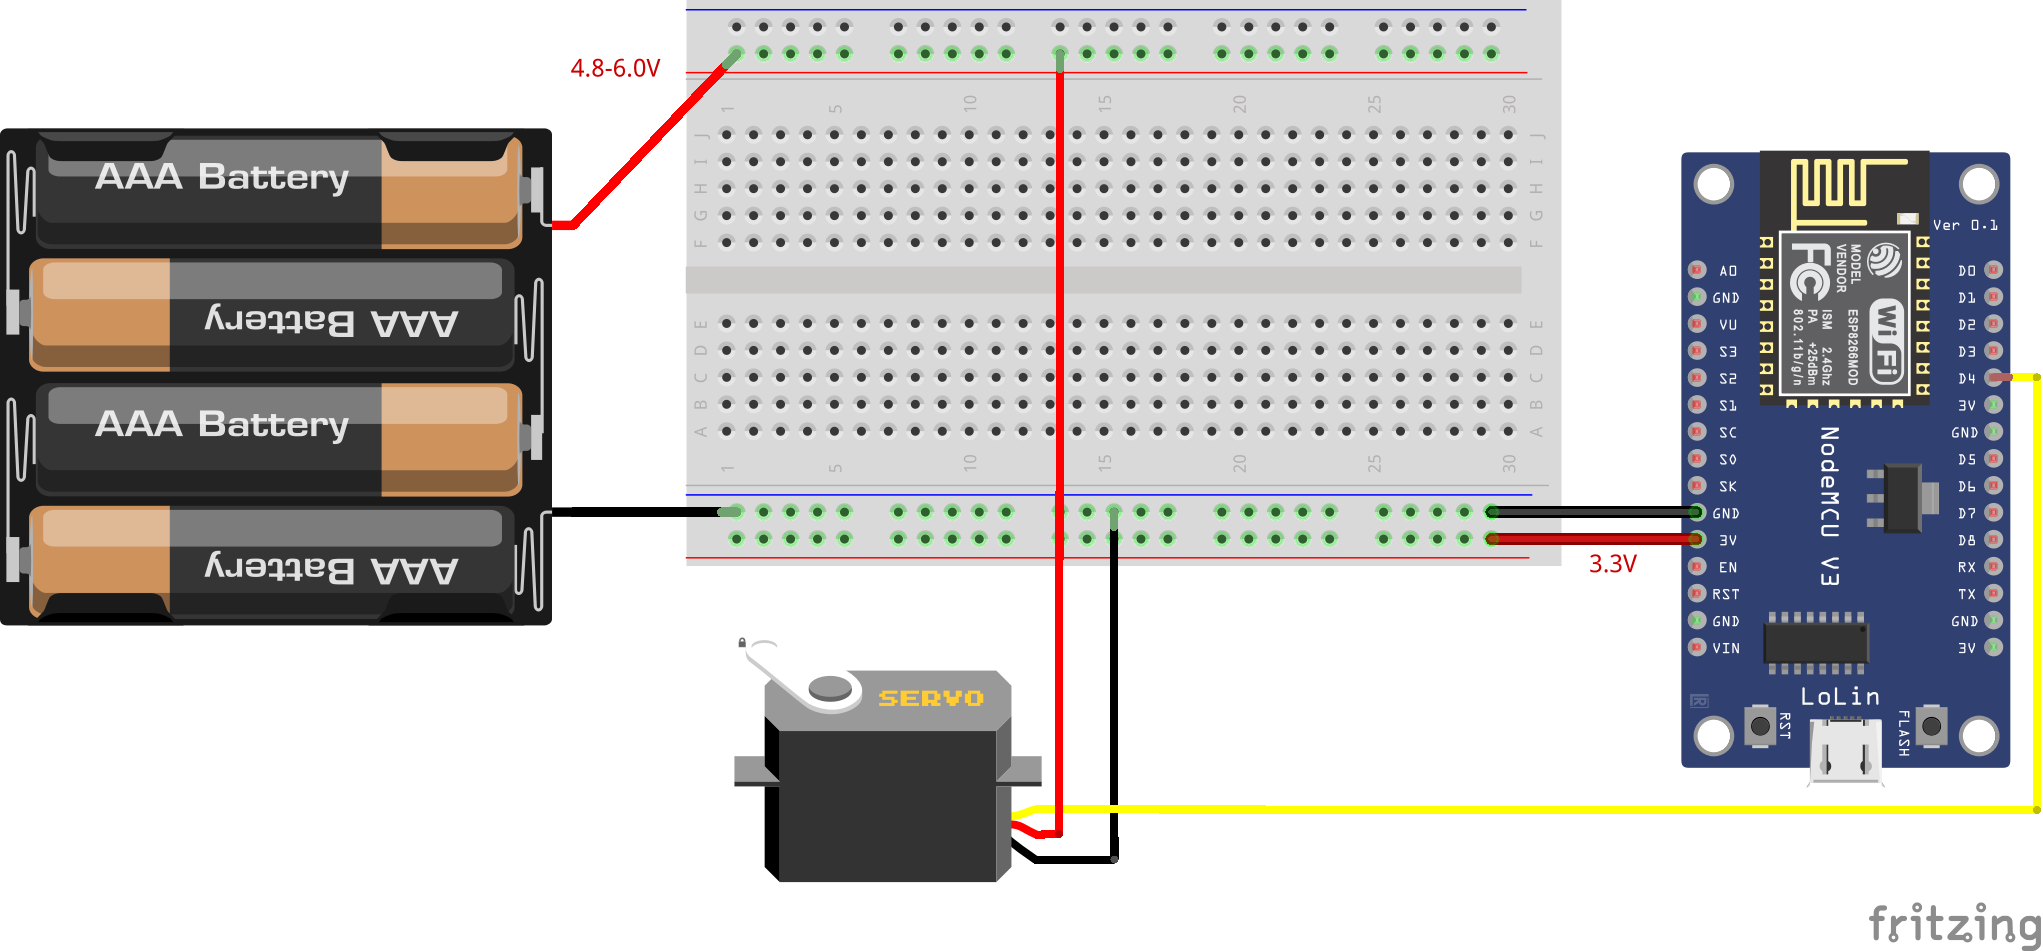 4.8-6.0V
1 5 10 15 20 25 30
J J
I I
H H
G G
F F
E E
D D
C C
B B
A A
1 5 10 15 20 25 30
AAA Battery
AAA Battery
AAA Battery
AAA Battery
3.3V
SERVO
Ver 0.1
MODEL
VENDOR
FC
WiFi
ESP8266MOD
ISM 2.4GHz
PA +25dBm
802.11b/g/n
A0
GND
VU
S3
S2
S1
SC
S0
SK
GND
3V
EN
RST
GND
VIN
D0
D1
D2
D3
D4
3V
GND
D5
D6
D7
D8
RX
TX
GND
3V
NodeMCU V3
LoLin
RST
FLASH
R
fritzing